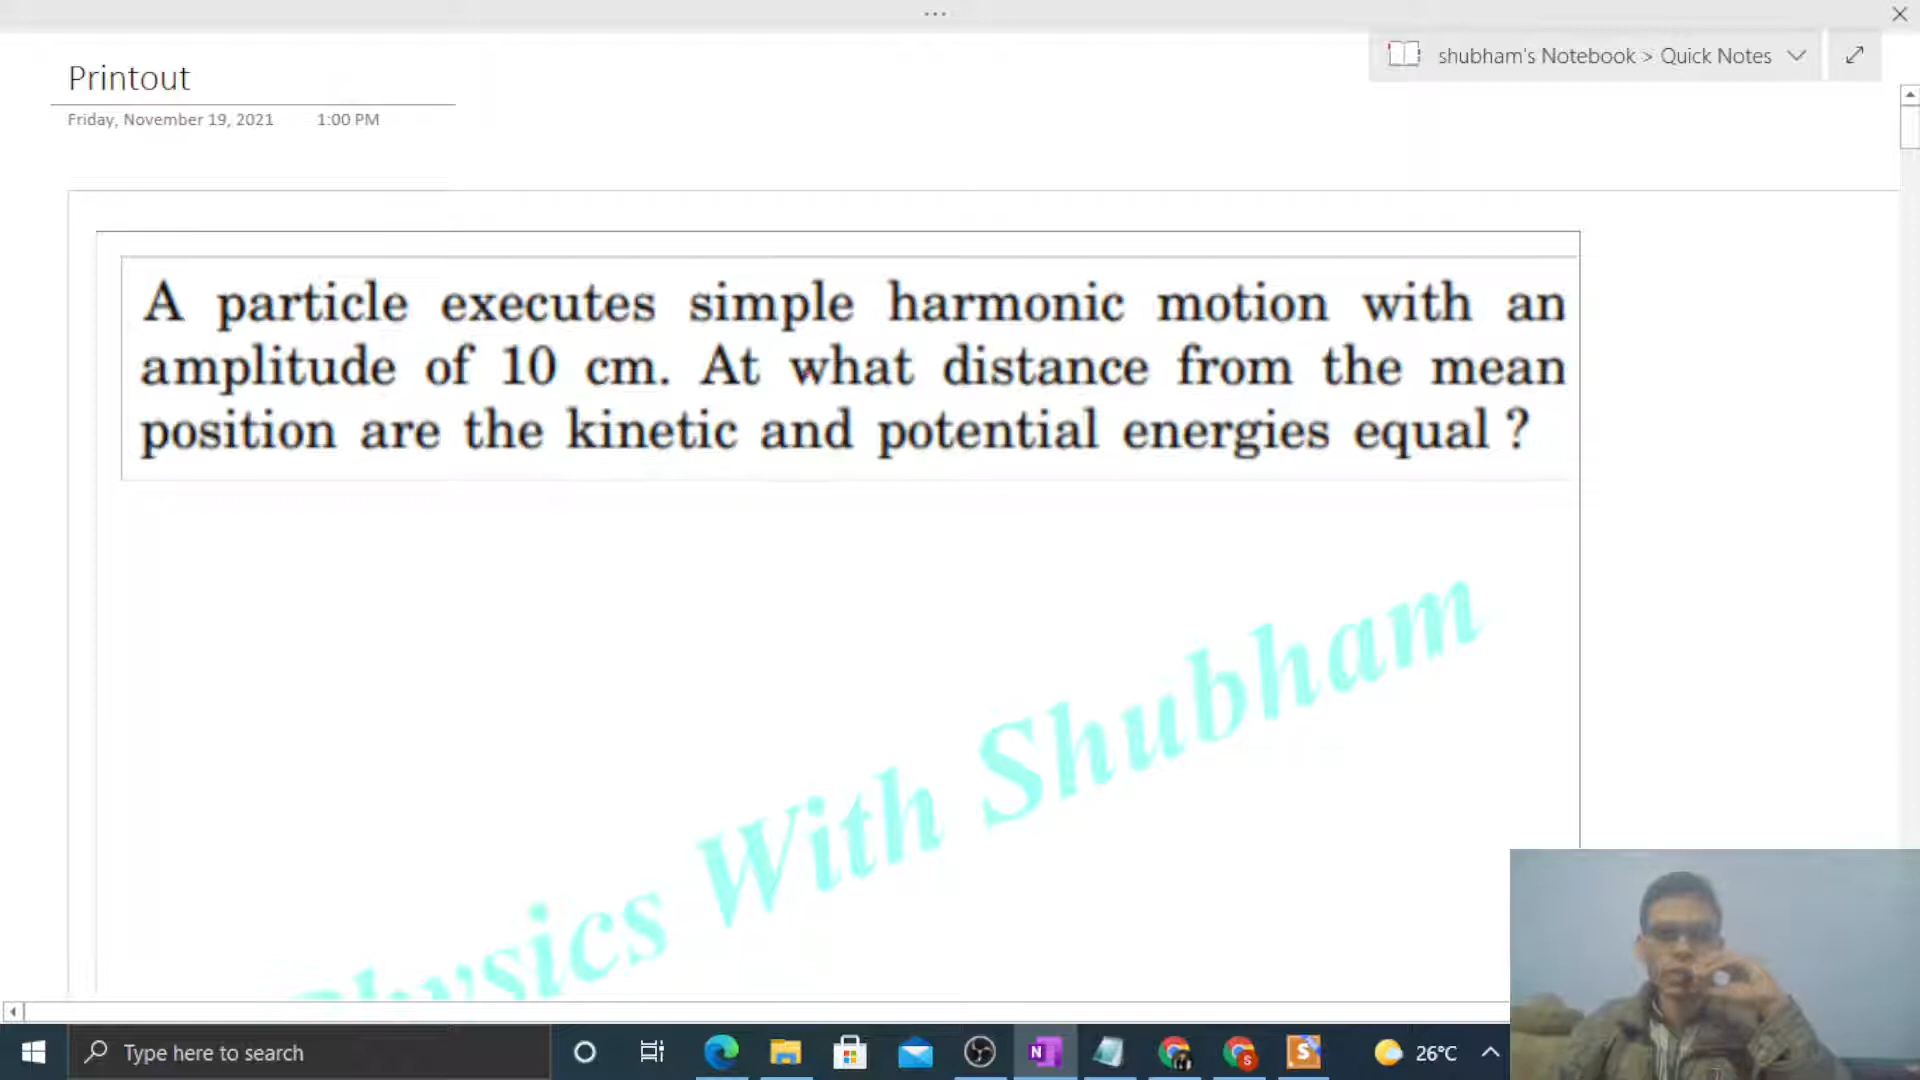 Printout
Friday, November 19, 2021 1:00 PM
shubham's Notebook > Quick Notes
A particle executes simple harmonic motion with an
amplitude of 10 cm. At what distance from the mean
position are the kinetic and potential energies equal ?
Physics With Shubham
Type here to search
26°C